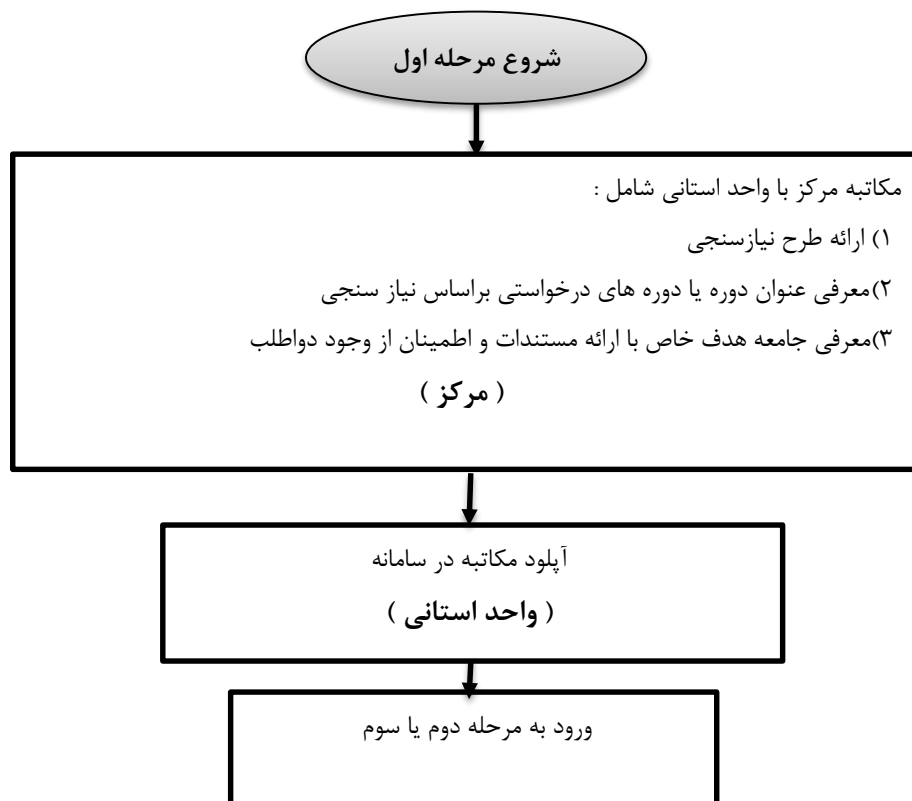 شروع مرحله اول
مکاتبه مرکز با واحد استانی شامل :
۱) ارائه طرح نیازسنجی
۲)معرفی عنوان دوره یا دوره های درخواستی براساس نیاز سنجی
۳)معرفی جامعه هدف خاص با ارائه مستندات و اطمینان از وجود دواطلب
( مرکز )
آپلود مکاتبه در سامانه
( واحد استانی )
ورود به مرحله دوم یا سوم